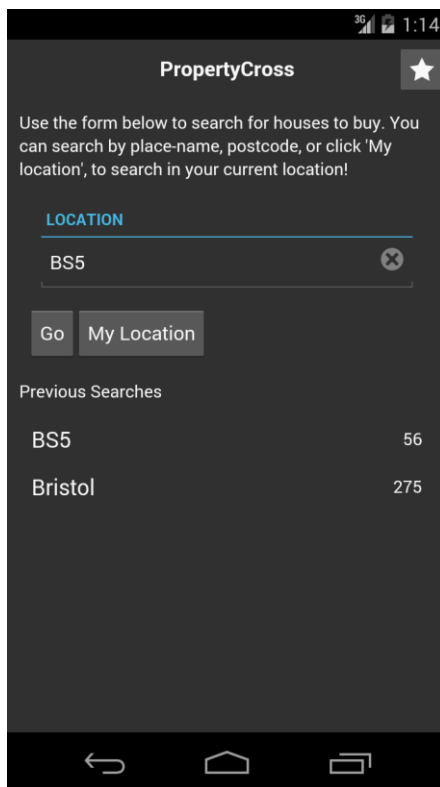 3G 1:14
PropertyCross
Use the form below to search for houses to buy. You
can search by place-name, postcode, or click 'My
location', to search in your current location!
LOCATION
BS5
Go My Location
Previous Searches
BS5 56
Bristol 275